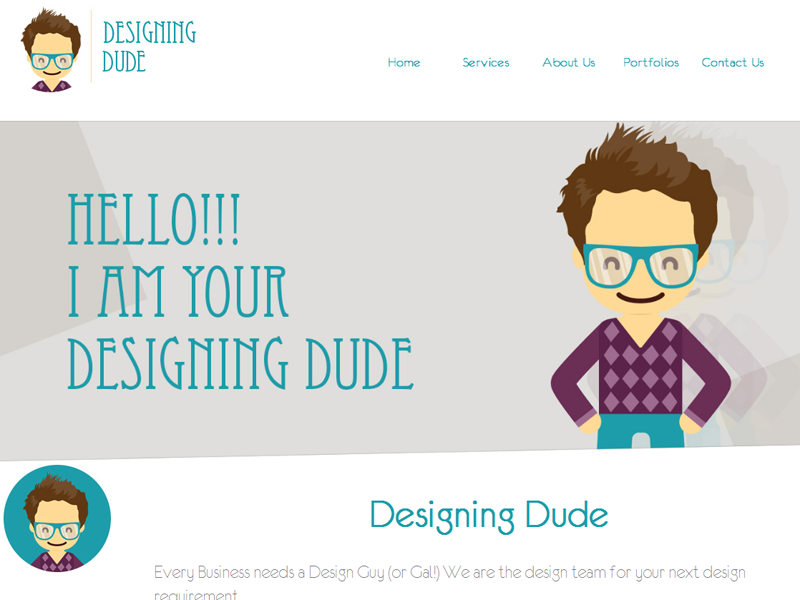 DESIGNING
DUDE
Home Services About Us Portfolios Contact Us
HELLO!!!
I AM YOUR
DESIGNING DUDE
Designing Dude
Every Business needs a Design Guy (or Gal!) We are the design team for your next design
requirement